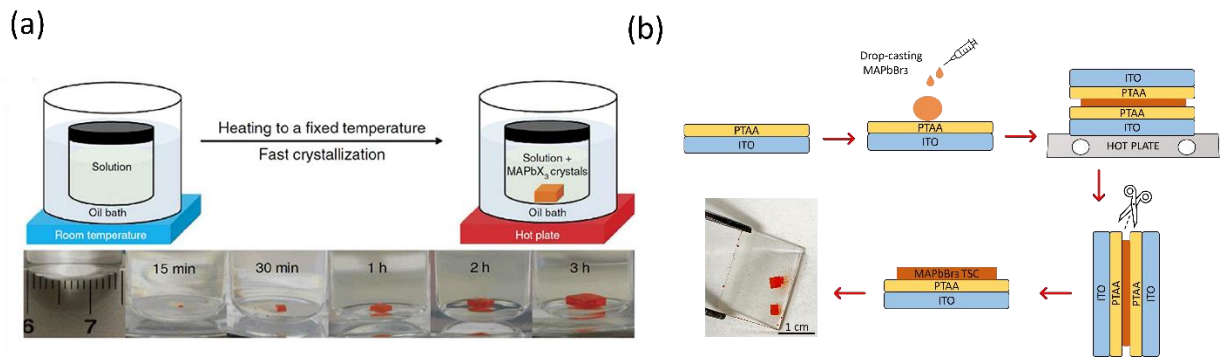 (a)
Solution
Oil bath
Room temperature
Heating to a fixed temperature
Fast crystallization
Solution +
MAPbX₃ crystals
Oil bath
Hot plate
6 7
15 min
30 min
1 h
2 h
3 h
(b)
PTAA
ITO
Drop-casting
MAPbBr₃
PTAA
ITO
ITO
PTAA
PTAA
ITO
HOT PLATE
ITO
PTAA
PTAA
ITO
MAPbBr₃ TSC
PTAA
ITO
1 cm